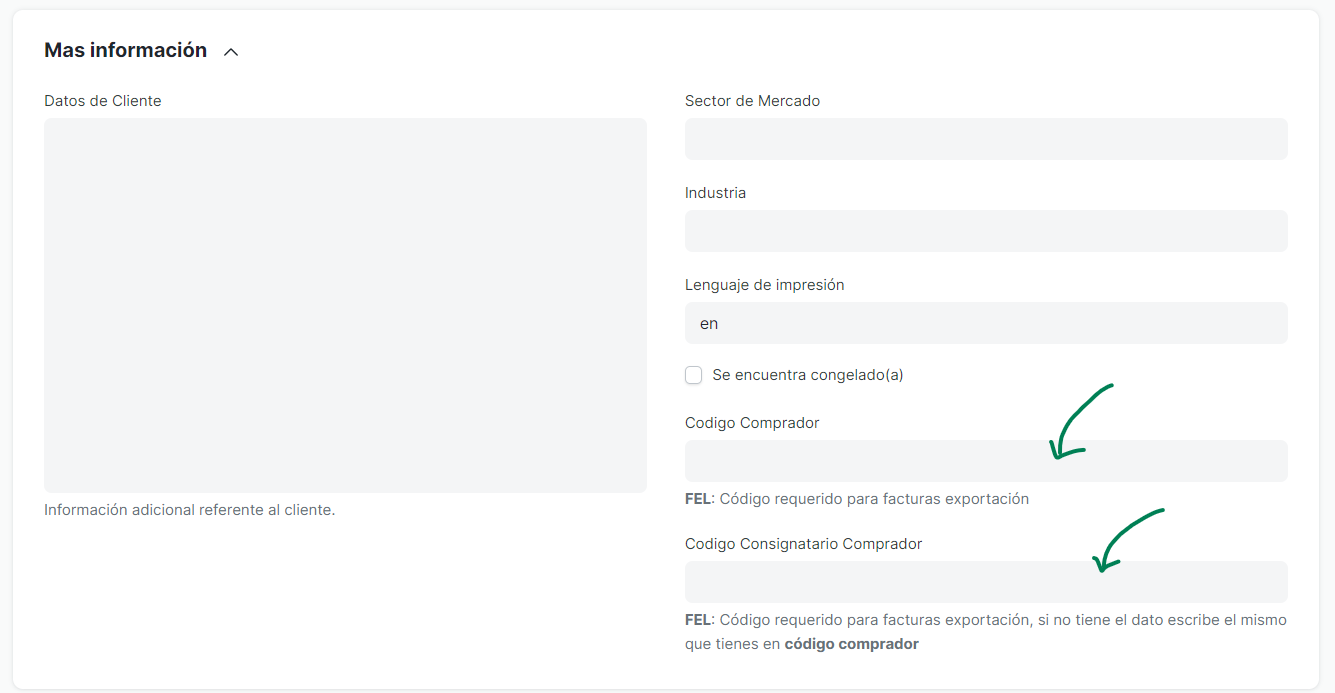 Mas información
Datos de Cliente
Información adicional referente al cliente.
Sector de Mercado
Industria
Lenguaje de impresión
en
Se encuentra congelado(a)
Codigo Comprador
FEL: Código requerido para facturas exportación
Codigo Consignatario Comprador
FEL: Código requerido para facturas exportación, si no tiene el dato escribe el mismo
que tienes en código comprador